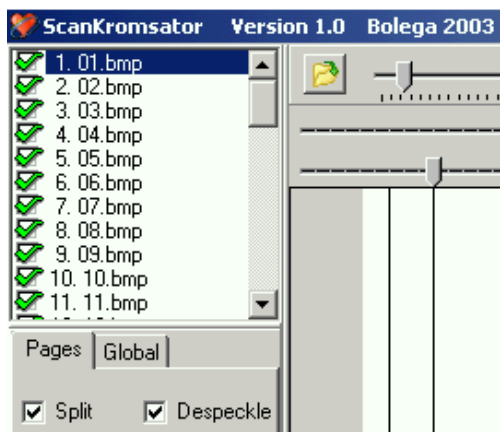 ScanKromsator Version 1.0 Bolega 2003
1. 01.bmp
2. 02.bmp
3. 03.bmp
4. 04.bmp
5. 05.bmp
6. 06.bmp
7. 07.bmp
8. 08.bmp
9. 09.bmp
10. 10.bmp
11. 11.bmp
Pages Global
Split Despeckle